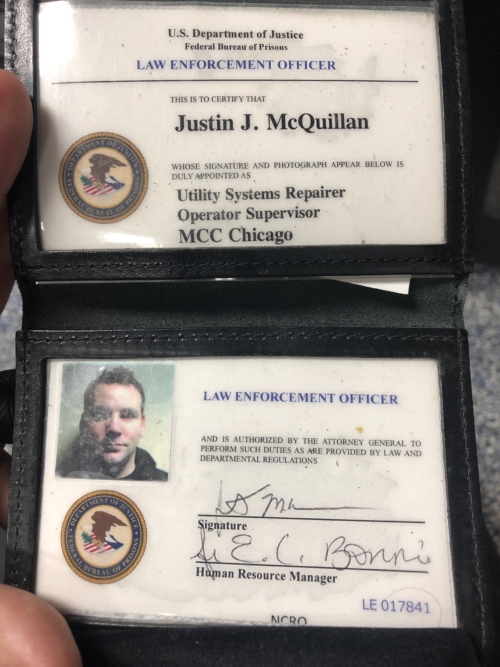 U.S. Department of Justice
Federal Bureau of Prisons
LAW ENFORCEMENT OFFICER
THIS IS TO CERTIFY THAT
Justin J. McQuillan
WHOSE SIGNATURE AND PHOTOGRAPH APPEAR BELOW IS
DULY APPOINTED AS
Utility Systems Repairer
Operator Supervisor
MCC Chicago
LAW ENFORCEMENT OFFICER
AND IS AUTHORIZED BY THE ATTORNEY GENERAL TO
PERFORM SUCH DUTIES AS ARE PROVIDED BY LAW AND
DEPARTMENTAL REGULATIONS
Signature
Human Resource Manager
LE 017841
NCRO